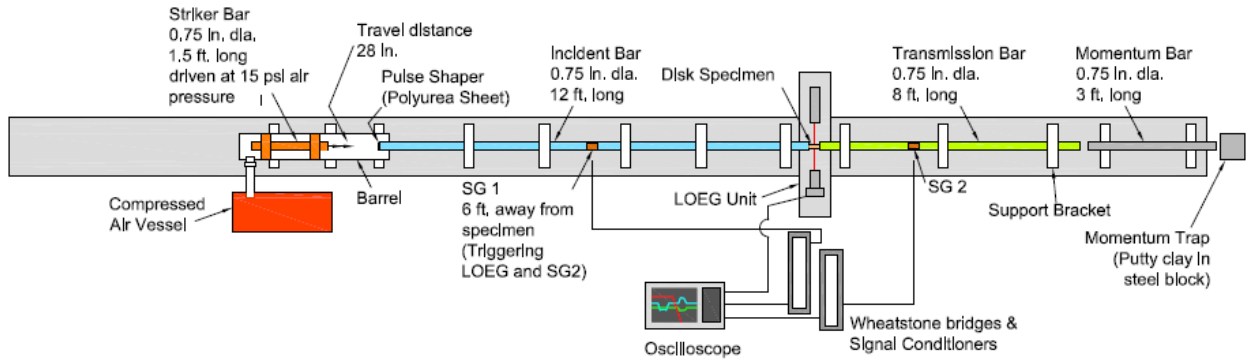 Striker Bar
0.75 in. dia.
1.5 ft. long
driven at 15 psi air
pressure
Travel distance
28 in.
Pulse Shaper
(Polyurea Sheet)
Incident Bar
0.75 in. dia.
12 ft. long
Disk Specimen
Transmission Bar
0.75 in. dia.
8 ft. long
Momentum Bar
0.75 in. dia.
3 ft. long
Compressed
Air Vessel
Barrel
SG 1
6 ft. away from
specimen
(Triggering
LOEG and SG2)
LOEG Unit
SG 2
Support Bracket
Momentum Trap
(Putty clay in
steel block)
Oscilloscope
Wheatstone bridges &
Signal Conditioners